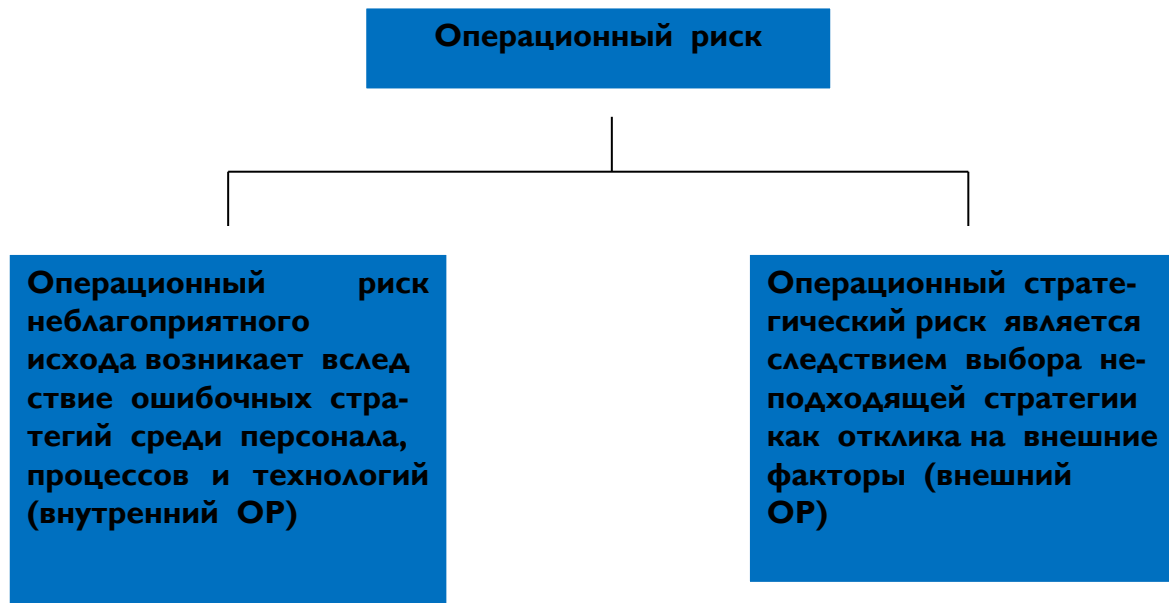 Операционный риск
Операционный риск
неблагоприятного
исхода возникает вслед
ствие ошибочных стра-
тегий среди персонала,
процессов и технологий
(внутренний ОР)
Операционный страте-
гический риск является
следствием выбора не-
подходящей стратегии
как отклика на внешние
факторы (внешний
ОР)